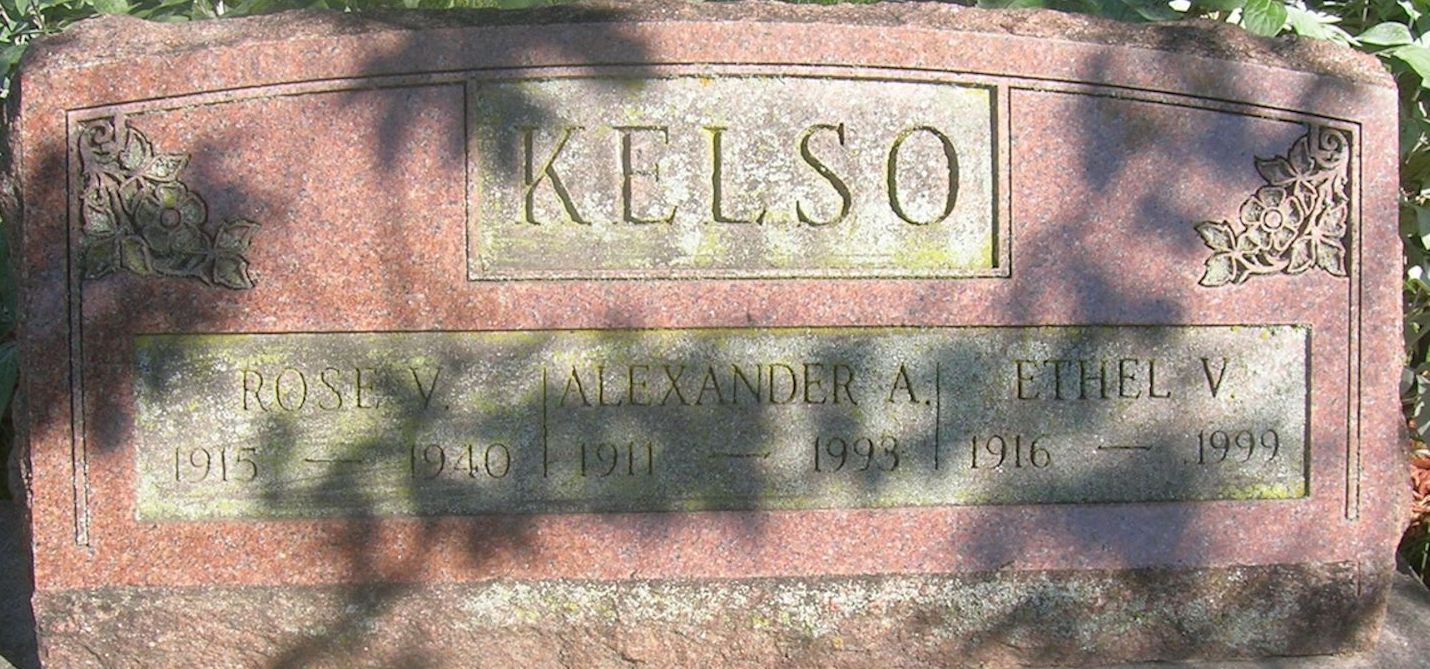 KELSO
ROSE V. ALEXANDER A. ETHEL V.
1915 — 1940 1911 — 1993 1916 — 1999